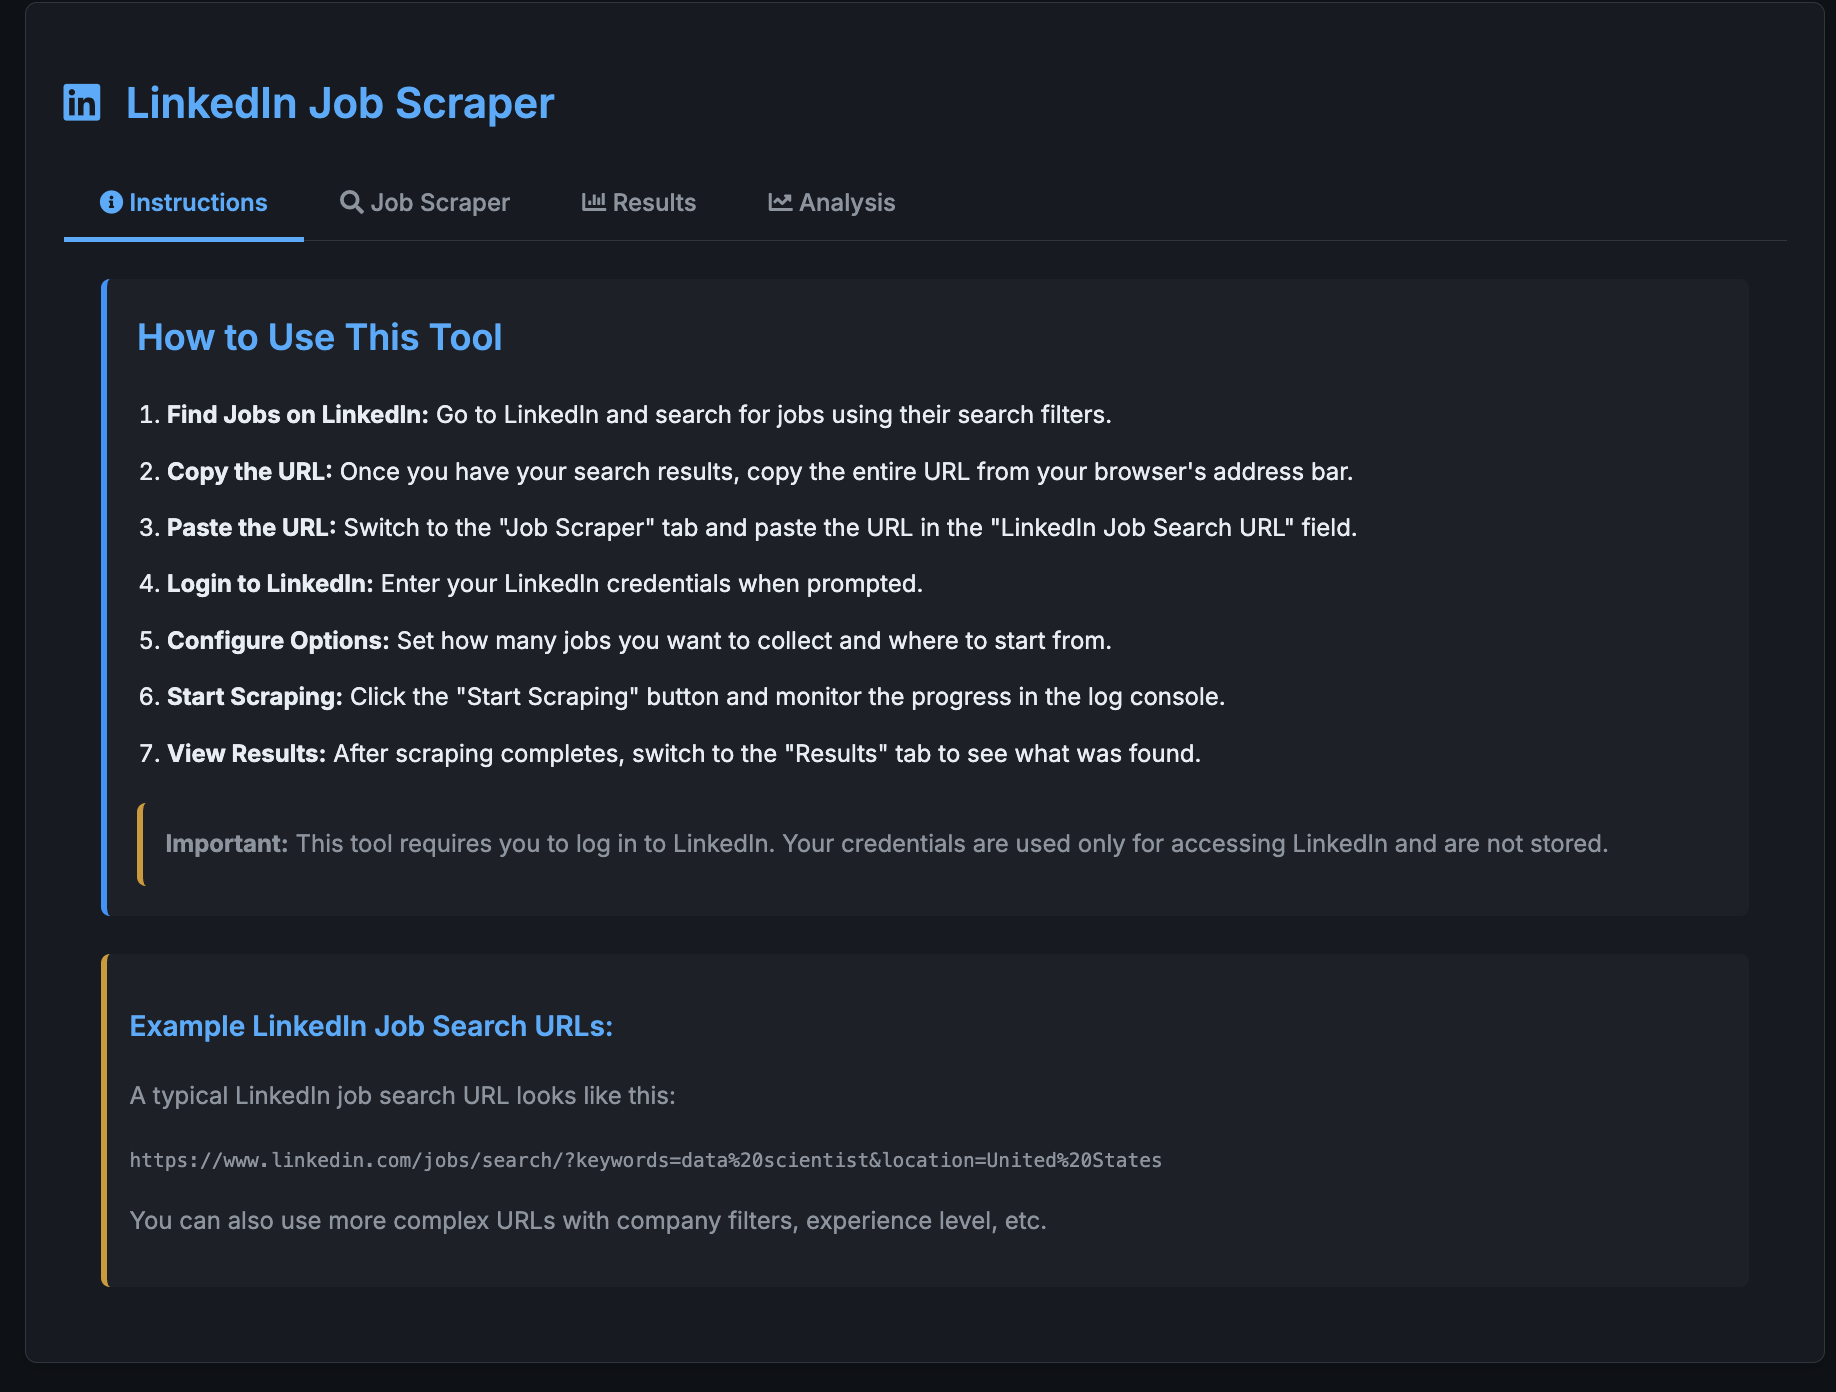 in LinkedIn Job Scraper
Instructions
Job Scraper
Results
Analysis
How to Use This Tool
1. Find Jobs on LinkedIn: Go to LinkedIn and search for jobs using their search filters.
2. Copy the URL: Once you have your search results, copy the entire URL from your browser's address bar.
3. Paste the URL: Switch to the "Job Scraper" tab and paste the URL in the "LinkedIn Job Search URL" field.
4. Login to LinkedIn: Enter your LinkedIn credentials when prompted.
5. Configure Options: Set how many jobs you want to collect and where to start from.
6. Start Scraping: Click the "Start Scraping" button and monitor the progress in the log console.
7. View Results: After scraping completes, switch to the "Results" tab to see what was found.
Important: This tool requires you to log in to LinkedIn. Your credentials are used only for accessing LinkedIn and are not stored.
Example LinkedIn Job Search URLs:
A typical LinkedIn job search URL looks like this:
https://www.linkedin.com/jobs/search/?keywords=data%20scientist&location=United%20States
You can also use more complex URLs with company filters, experience level, etc.